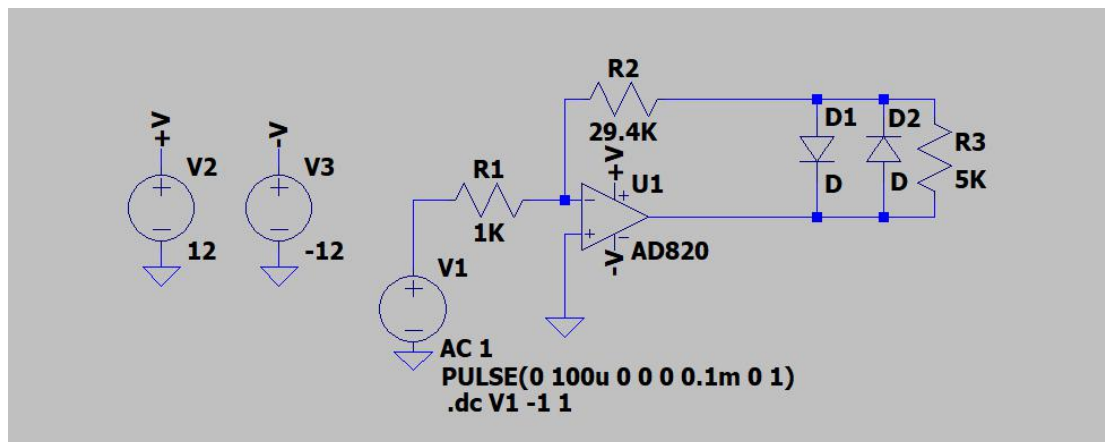 R2
29.4K
D1
D2
R3
5K
D
D
+V
V2
12
-V
V3
-12
R1
1K
+V
U1
-V
AD820
V1
AC 1
PULSE(0 100u 0 0 0 0.1m 0 1)
.dc V1 -1 1